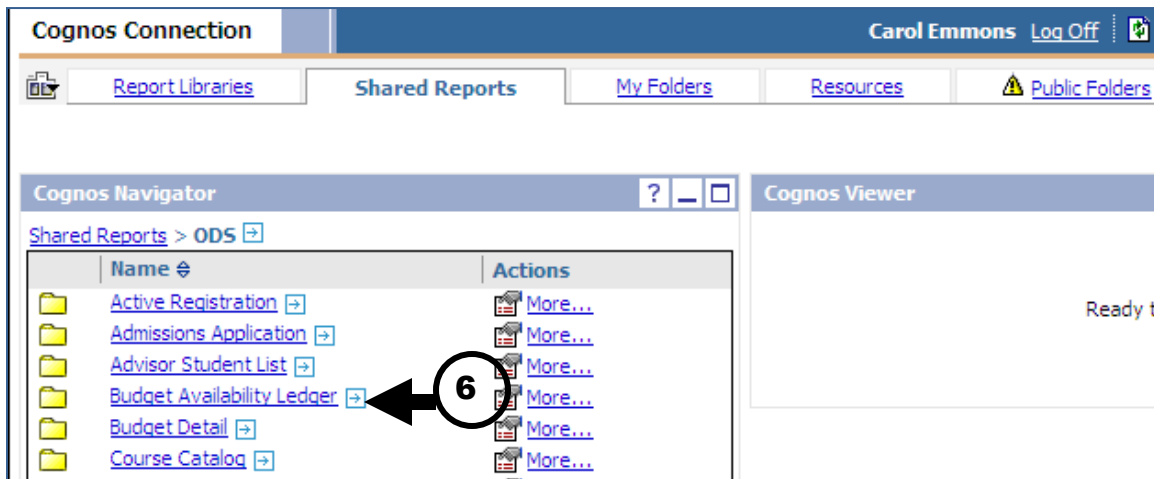 Cognos Connection Carol Emmons Log Off
Report Libraries Shared Reports My Folders Resources Public Folders
Cognos Navigator ? Cognos Viewer
Shared Reports > ODS
Name Actions
Active Registration More...
Ready t
Admissions Application More...
Advisor Student List More...
Budget Availability Ledger 6 More...
Budget Detail More...
Course Catalog More...